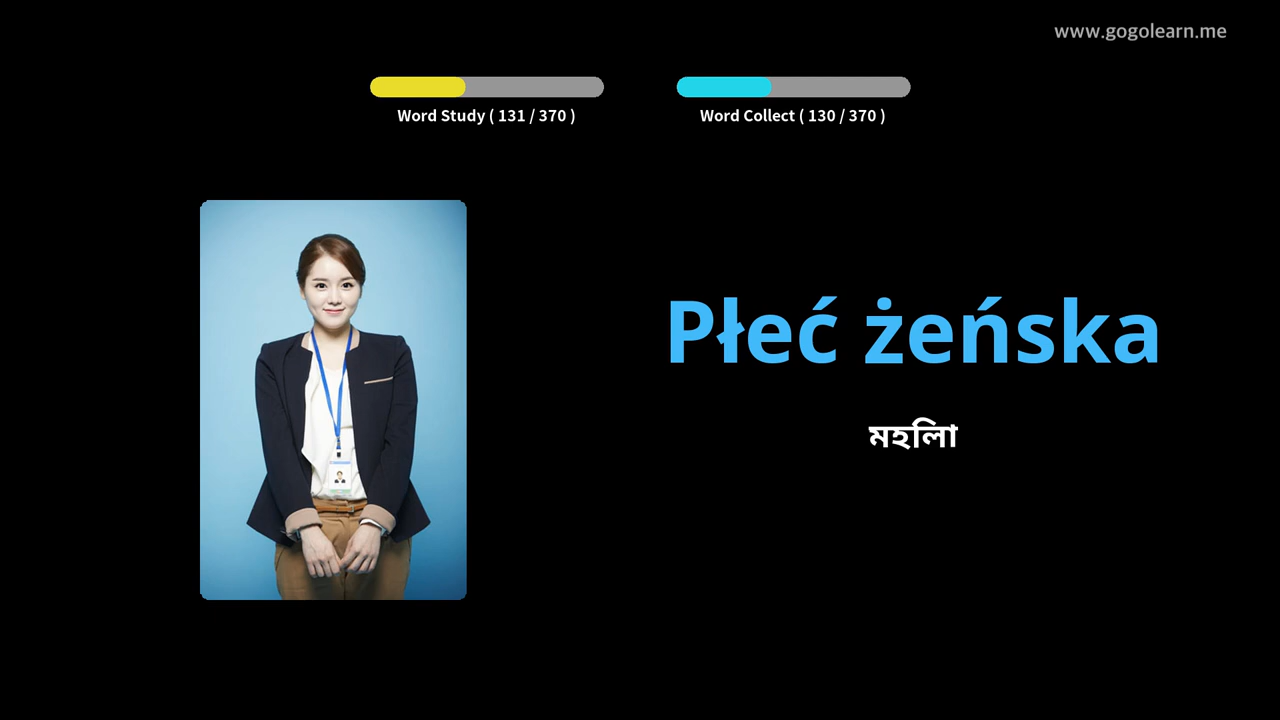 www.gogolearn.me
Word Study ( 131 / 370 )
Word Collect ( 130 / 370 )
Płeć żeńska
মহিলা